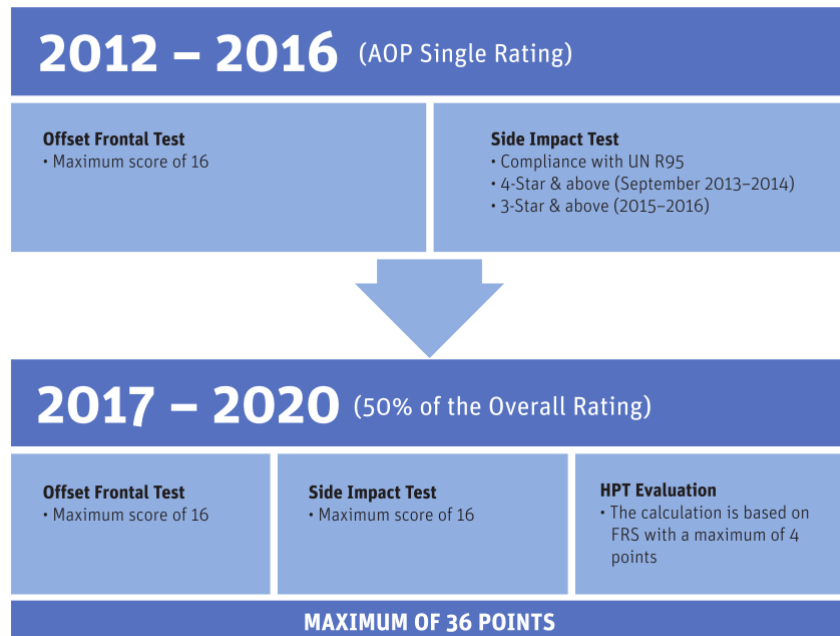 2012 – 2016 (AOP Single Rating)
Offset Frontal Test
• Maximum score of 16
Side Impact Test
• Compliance with UN R95
• 4-Star & above (September 2013–2014)
• 3-Star & above (2015–2016)
2017 – 2020 (50% of the Overall Rating)
Offset Frontal Test
• Maximum score of 16
Side Impact Test
• Maximum score of 16
HPT Evaluation
• The calculation is based on
FRS with a maximum of 4
points
MAXIMUM OF 36 POINTS